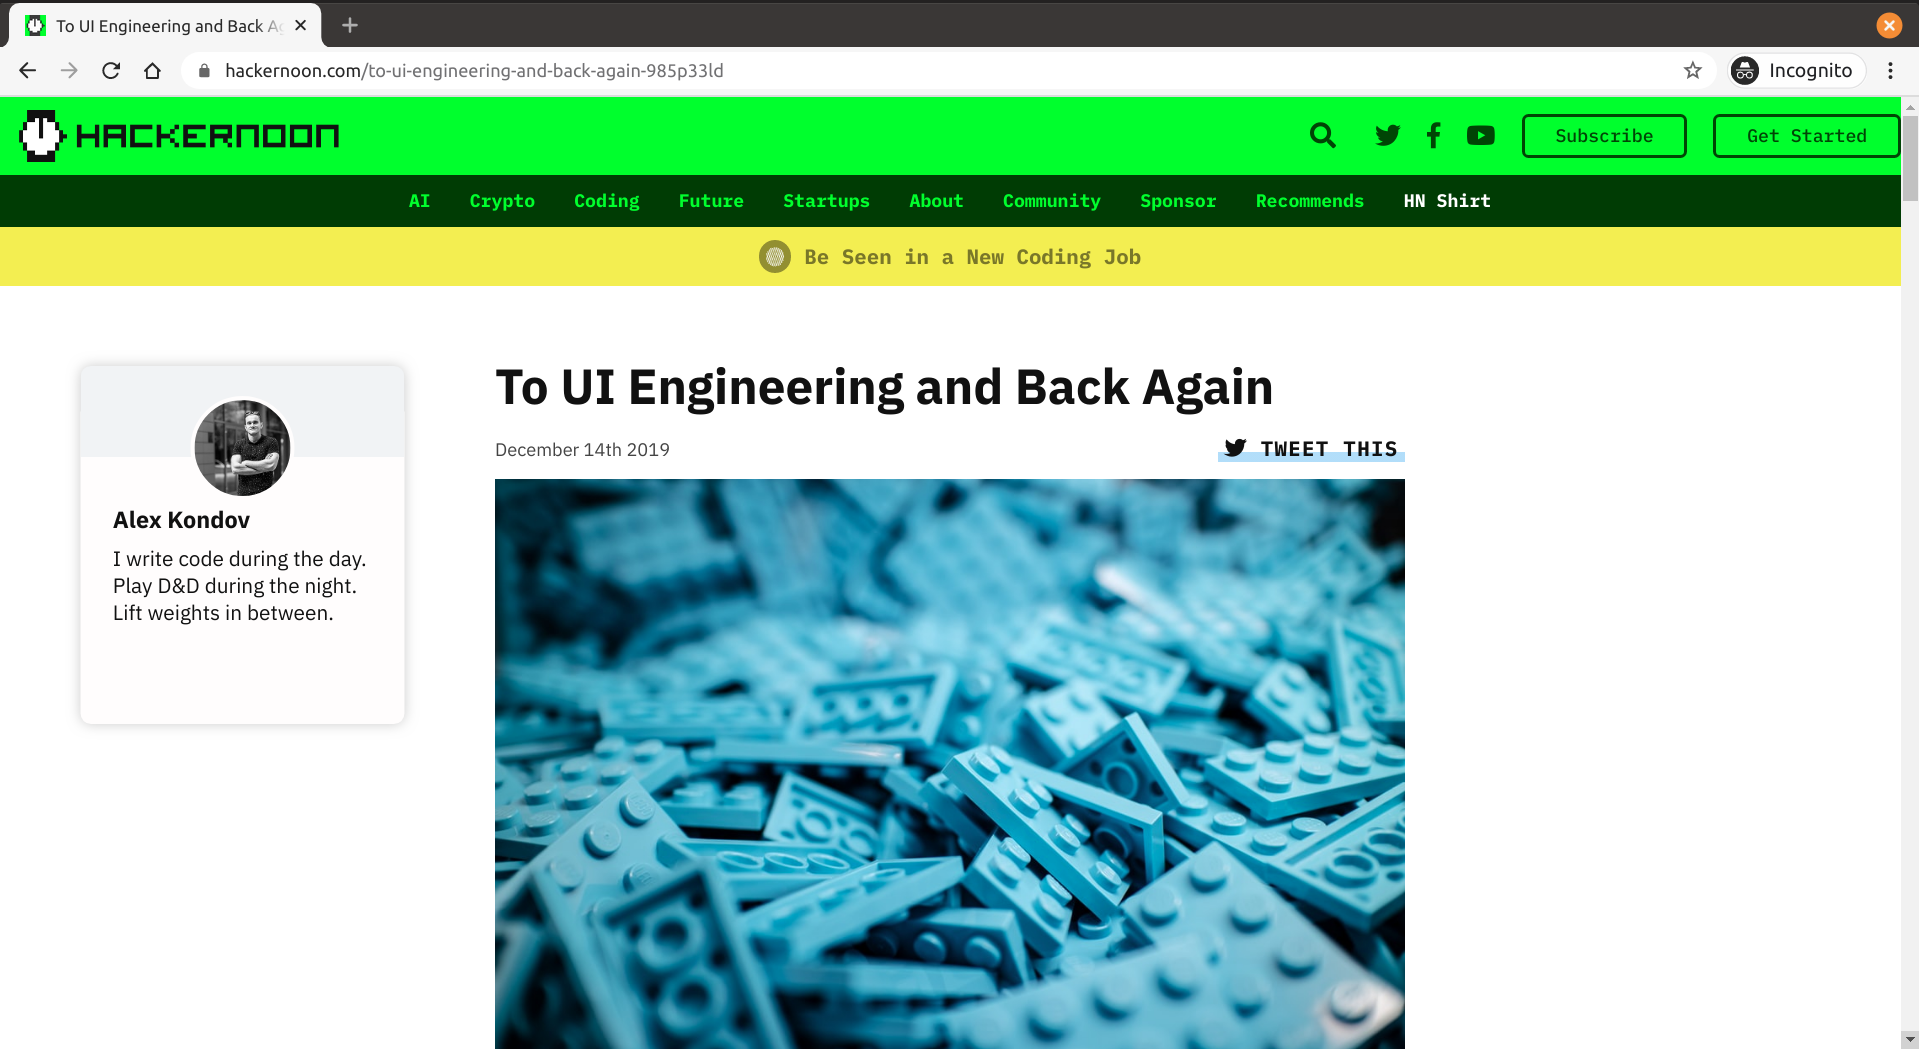 To UI Engineering and Back A
hackernoon.com/to-ui-engineering-and-back-again-985p33ld
Incognito
HACKERNOON
Subscribe
Get Started
AI Crypto Coding Future Startups About Community Sponsor Recommends HN Shirt
Be Seen in a New Coding Job
To UI Engineering and Back Again
December 14th 2019
TWEET THIS
Alex Kondov
I write code during the day.
Play D&D during the night.
Lift weights in between.